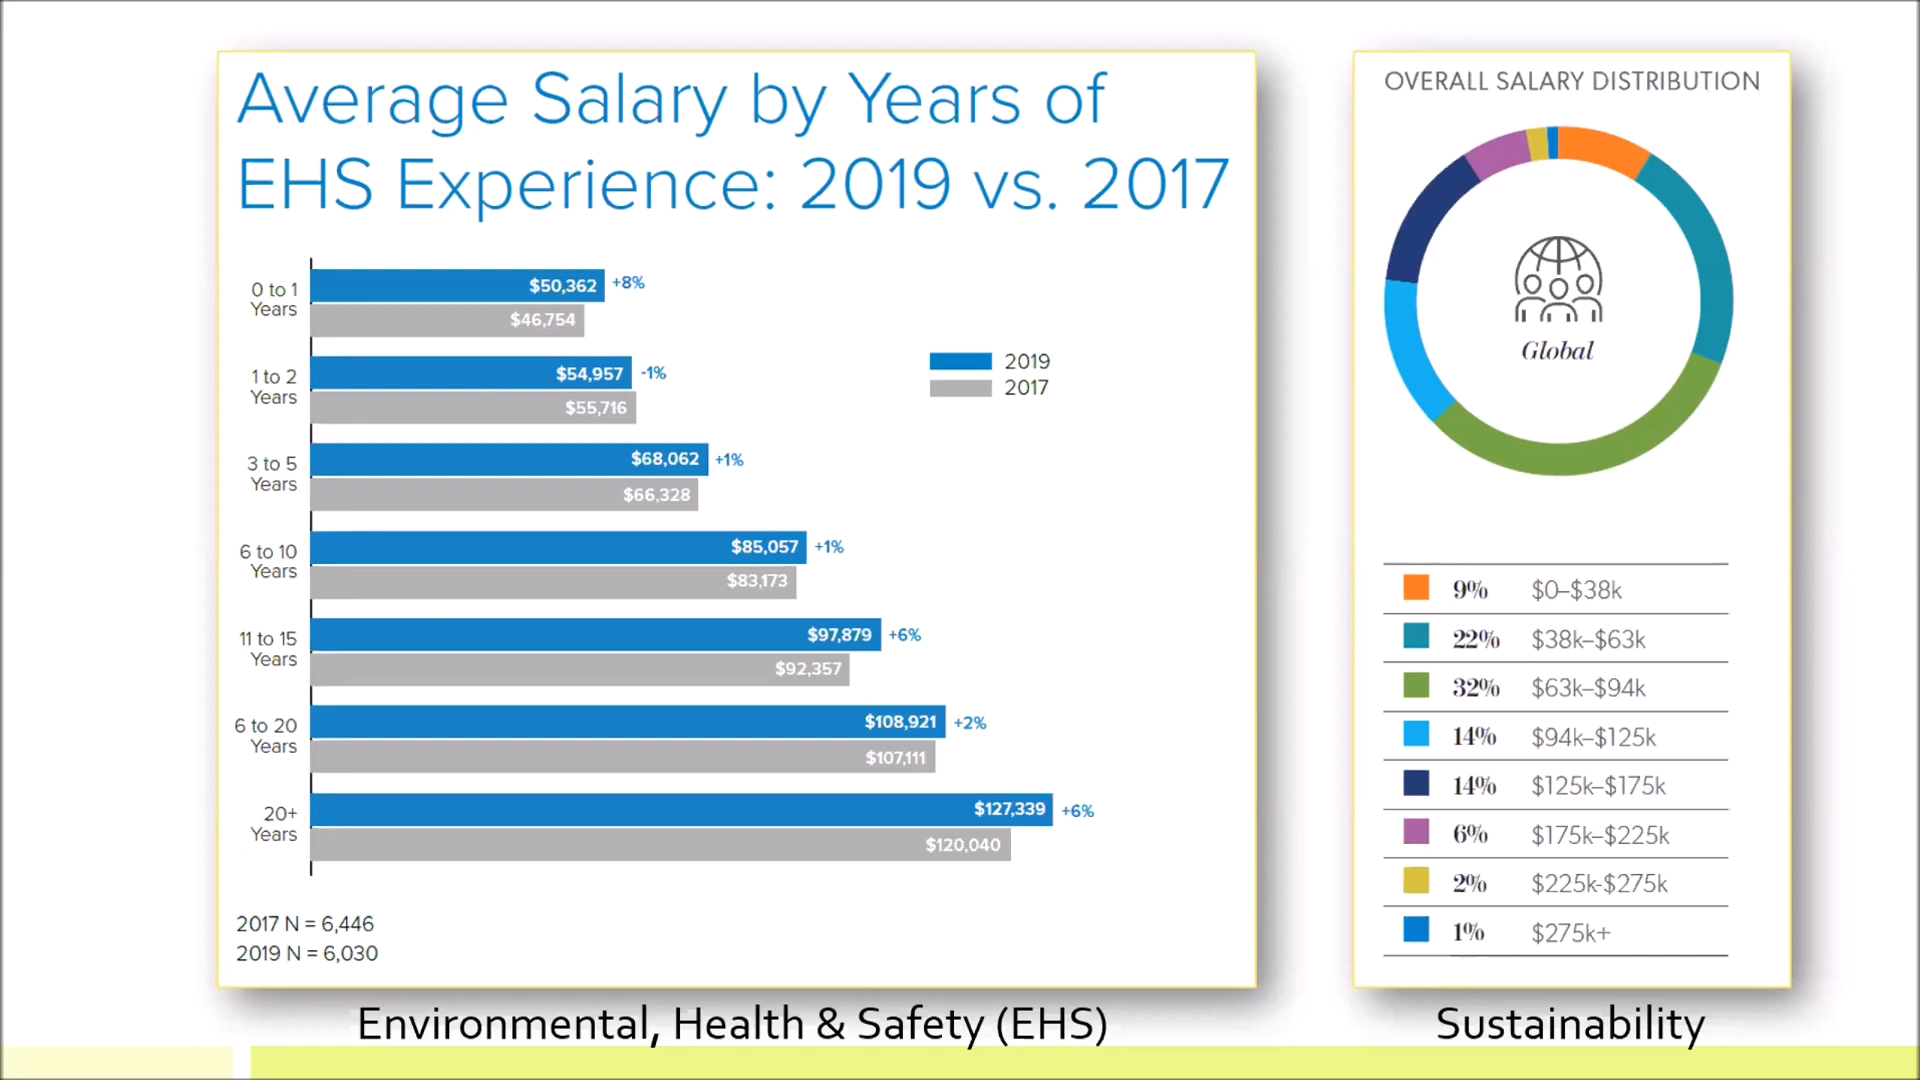 Average Salary by Years of
EHS Experience: 2019 vs. 2017
0 to 1
Years
$50,362
+8%
$46,754
1 to 2
Years
$54,957
-1%
$55,716
3 to 5
Years
$68,062
+1%
$66,328
6 to 10
Years
$85,057
+1%
$83,173
11 to 15
Years
$97,879
+6%
$92,357
6 to 20
Years
$108,921
+2%
$107,111
20+
Years
$127,339
+6%
$120,040
2019
2017
2017 N = 6,446
2019 N = 6,030
Environmental, Health & Safety (EHS)
OVERALL SALARY DISTRIBUTION
Global
9% $0–$38k
22% $38k–$63k
32% $63k–$94k
14% $94k–$125k
14% $125k–$175k
6% $175k–$225k
2% $225k-$275k
1% $275k+
Sustainability